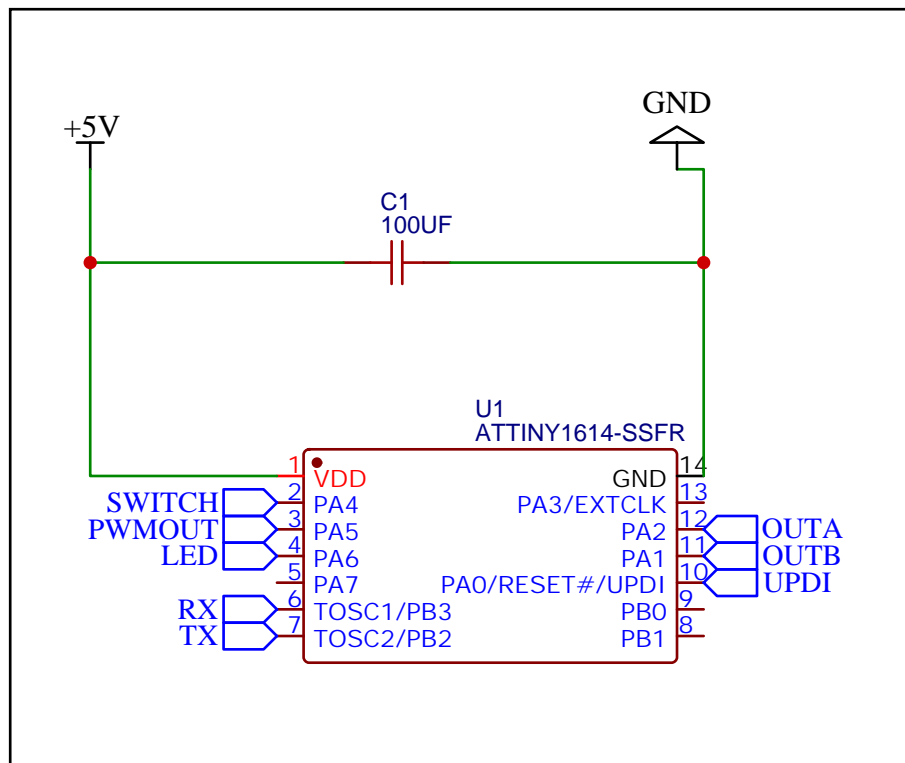 GND
+5V
C1
100UF
U1
ATTINY1614-SSFR
1 VDD GND 14
SWITCH 2 PA4 PA3/EXTCLK 13
PWMOUT 3 PA5 PA2 12 OUTA
LED 4 PA6 PA1 11 OUTB
5 PA7 PA0/RESET#/UPDI 10 UPDI
RX 6 TOSC1/PB3 PB0 9
TX 7 TOSC2/PB2 PB1 8